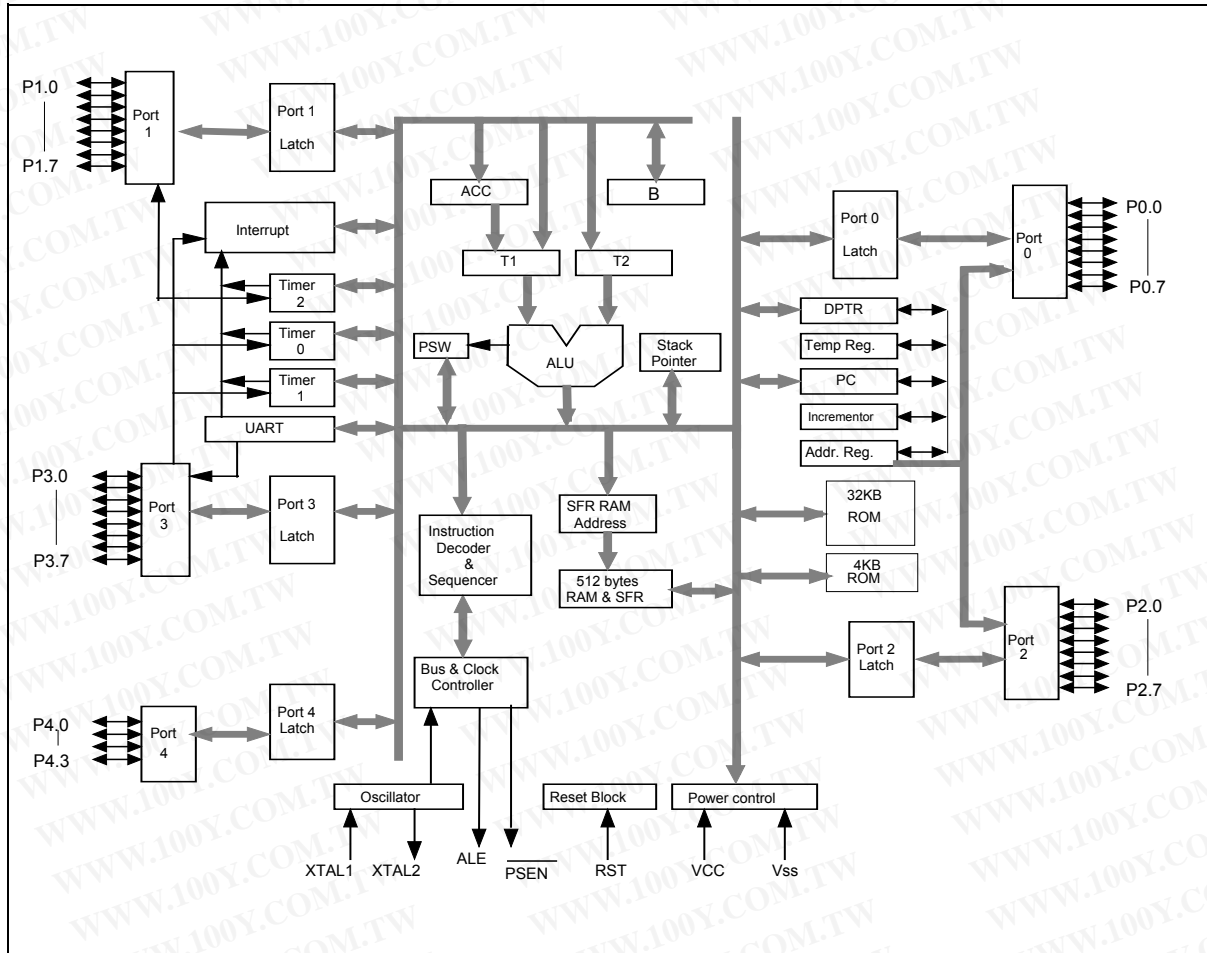 P1.0
P1.7
Port
1
Port 1
Latch
Interrupt
Timer
2
Timer
0
Timer
1
UART
P3.0
P3.7
Port
3
Port 3
Latch
P4.0
P4.3
Port
4
Port 4
Latch
ACC
B
T1
T2
PSW
ALU
Stack
Pointer
Instruction
Decoder
&
Sequencer
SFR RAM
Address
512 bytes
RAM & SFR
Bus & Clock
Controller
Oscillator
Reset Block
Power control
XTAL1
XTAL2
ALE
PSEN
RST
VCC
Vss
Port 0
Latch
Port
0
P0.0
P0.7
DPTR
Temp Reg.
PC
Incrementor
Addr. Reg.
32KB
ROM
4KB
ROM
Port 2
Latch
Port
2
P2.0
P2.7
WWW.100Y.COM.TW